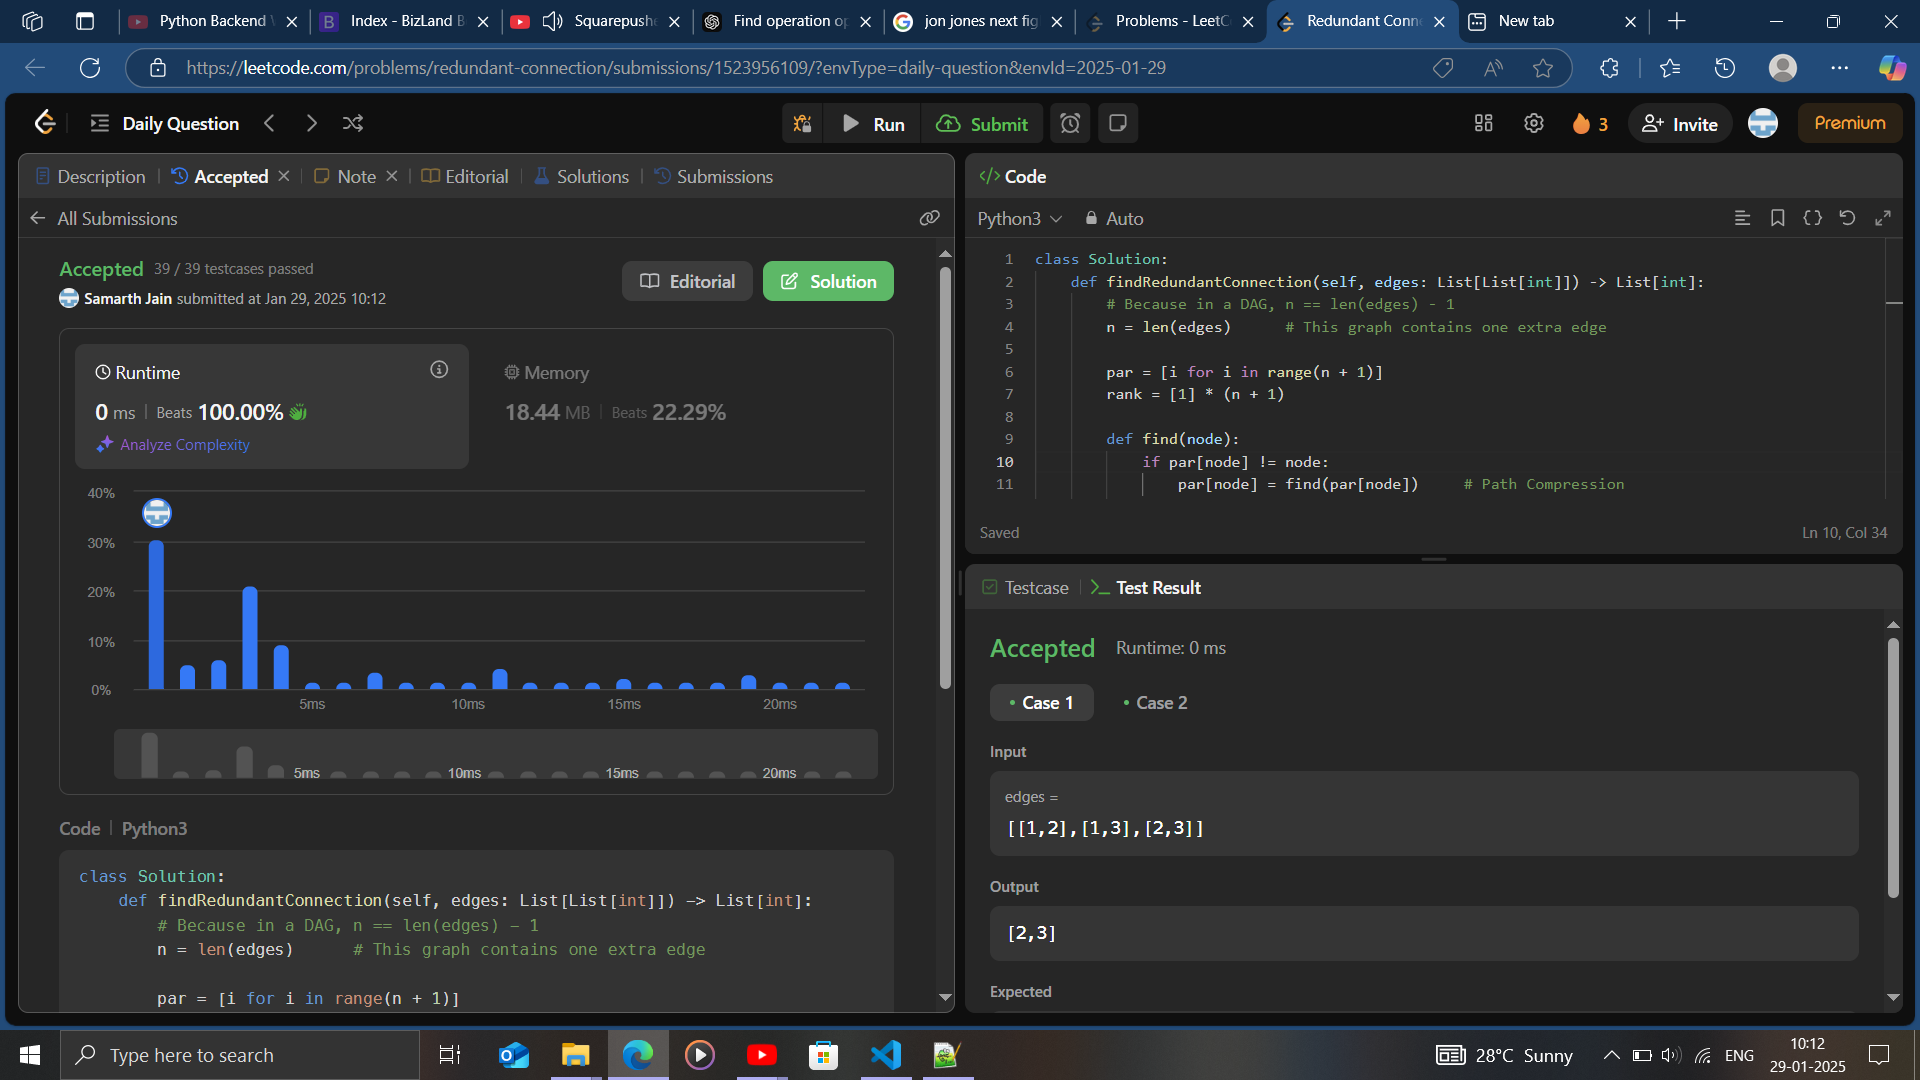 Python Backend
Index - BizLand B
Squarepushe
Find operation op
jon jones next fig
Problems - LeetC
Redundant Conne
New tab
https://leetcode.com/problems/redundant-connection/submissions/1523956109/?envType=daily-question&envId=2025-01-29
Daily Question
Run
Submit
3
Invite
Premium
Description
Accepted
Note
Editorial
Solutions
Submissions
All Submissions
Accepted 39 / 39 testcases passed
Samarth Jain submitted at Jan 29, 2025 10:12
Editorial
Solution
Runtime
0 ms | Beats 100.00%
Analyze Complexity
Memory
18.44 MB | Beats 22.29%
40%
30%
20%
10%
0%
5ms 10ms 15ms 20ms
5ms 10ms 15ms 20ms
Code | Python3
class Solution:
def findRedundantConnection(self, edges: List[List[int]]) -> List[int]:
# Because in a DAG, n == len(edges) - 1
n = len(edges) # This graph contains one extra edge
par = [i for i in range(n + 1)]
</> Code
Python3
Auto
1 class Solution:
2 def findRedundantConnection(self, edges: List[List[int]]) -> List[int]:
3 # Because in a DAG, n == len(edges) - 1
4 n = len(edges) # This graph contains one extra edge
5
6 par = [i for i in range(n + 1)]
7 rank = [1] * (n + 1)
8
9 def find(node):
10 if par[node] != node:
11 par[node] = find(par[node]) # Path Compression
Saved
Ln 10, Col 34
Testcase
Test Result
Accepted Runtime: 0 ms
Case 1
Case 2
Input
edges =
[[1,2],[1,3],[2,3]]
Output
[2,3]
Expected
Type here to search
28°C Sunny
ENG
10:12
29-01-2025